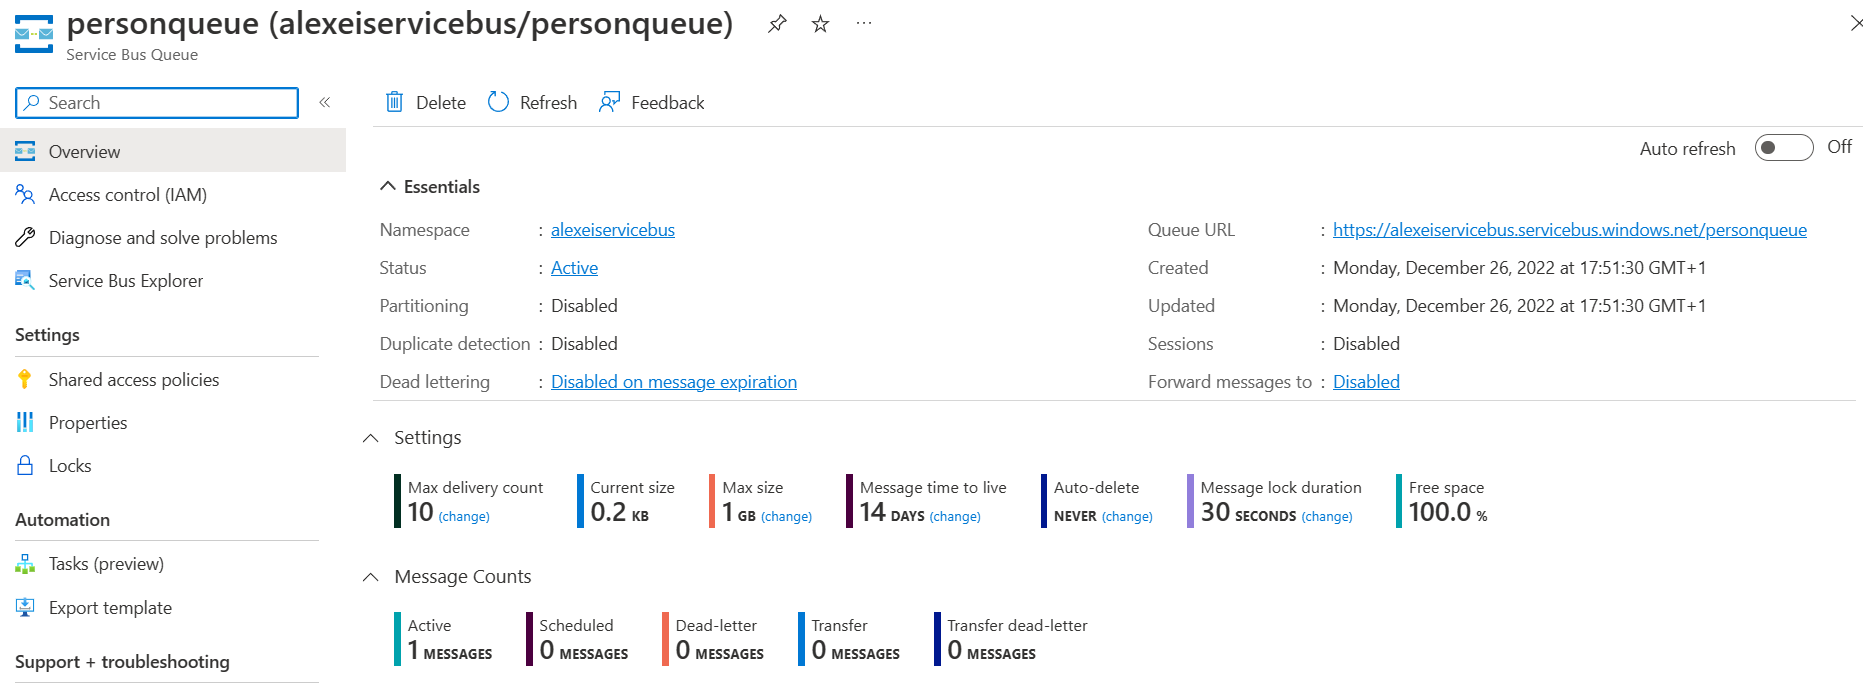 personqueue (alexeiservicebus/personqueue)
Service Bus Queue
Search
Overview
Access control (IAM)
Diagnose and solve problems
Service Bus Explorer
Settings
Shared access policies
Properties
Locks
Automation
Tasks (preview)
Export template
Support + troubleshooting
Delete Refresh Feedback
Auto refresh Off
Essentials
Namespace : alexeiservicebus
Status : Active
Partitioning : Disabled
Duplicate detection : Disabled
Dead lettering : Disabled on message expiration
Queue URL : https://alexeiservicebus.servicebus.windows.net/personqueue
Created : Monday, December 26, 2022 at 17:51:30 GMT+1
Updated : Monday, December 26, 2022 at 17:51:30 GMT+1
Sessions : Disabled
Forward messages to : Disabled
Settings
Max delivery count
10 (change)
Current size
0.2 KB
Max size
1 GB (change)
Message time to live
14 DAYS (change)
Auto-delete
NEVER (change)
Message lock duration
30 SECONDS (change)
Free space
100.0 %
Message Counts
Active
1 MESSAGES
Scheduled
0 MESSAGES
Dead-letter
0 MESSAGES
Transfer
0 MESSAGES
Transfer dead-letter
0 MESSAGES